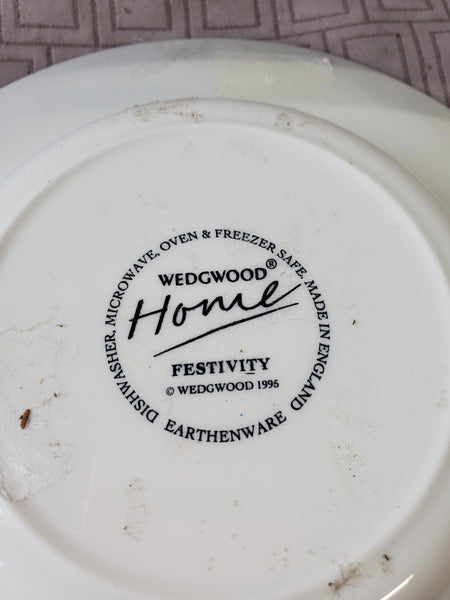 DISHWASHER, MICROWAVE, OVEN & FREEZER SAFE. MADE IN ENGLAND
WEDGWOOD®
Home
FESTIVITY
© WEDGWOOD 1996
EARTHENWARE